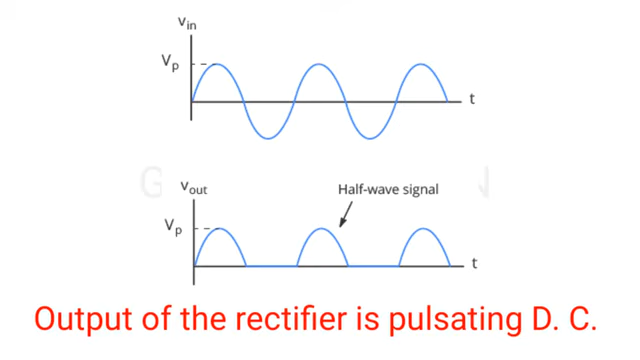 Vin
Vp
t
Vout
Half-wave signal
Vp
t
Output of the rectifier is pulsating D. C.